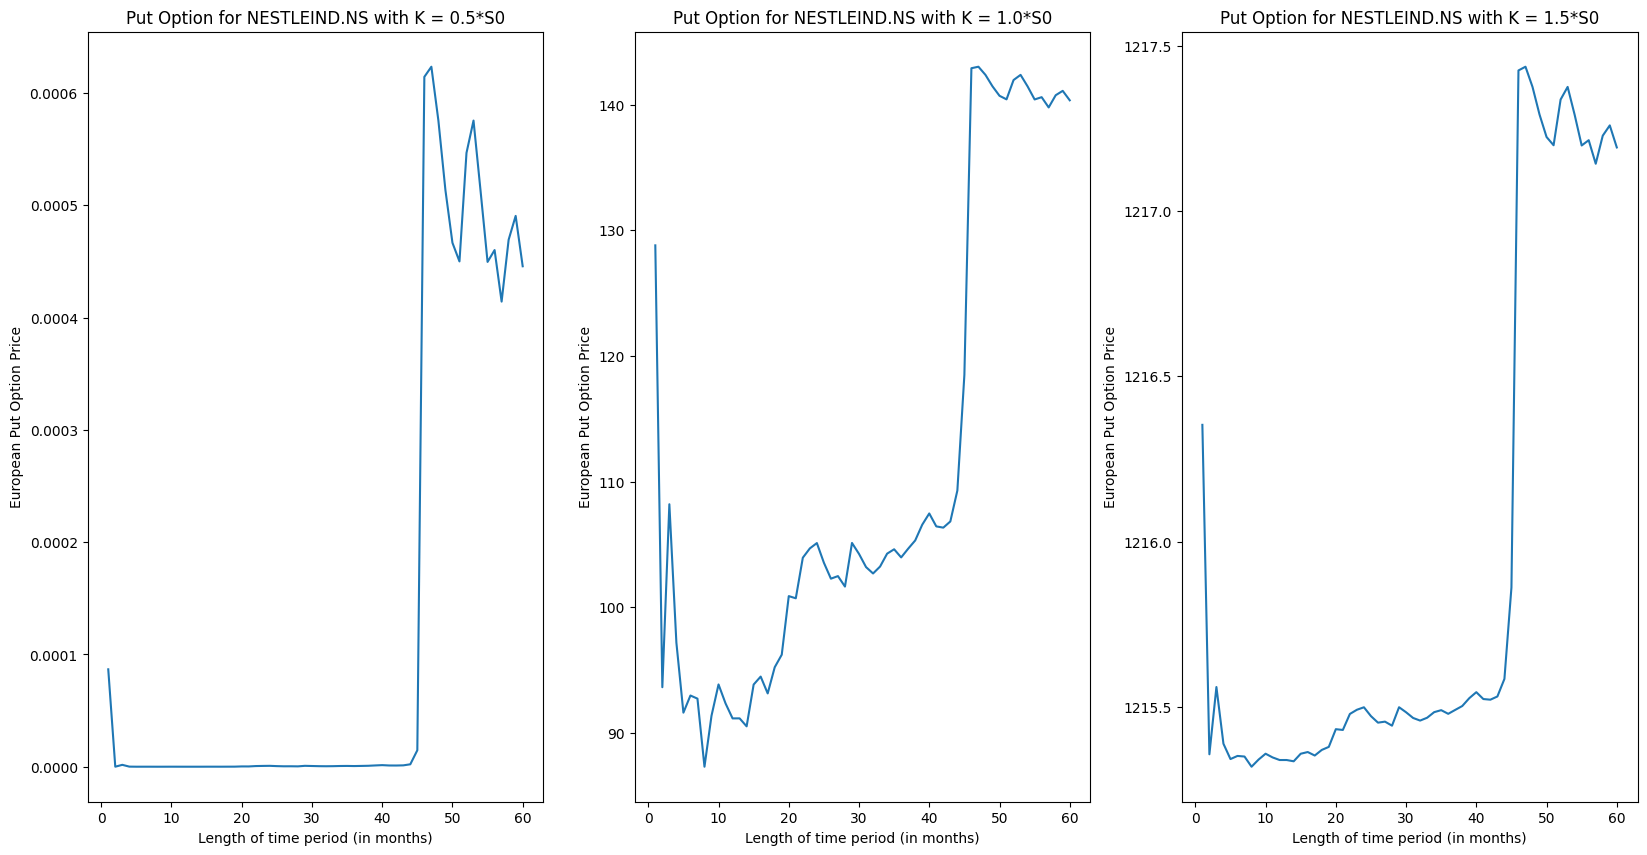 Put Option for NESTLEIND.NS with K = 0.5*S0
European Put Option Price
0.0006
0.0005
0.0004
0.0003
0.0002
0.0001
0.0000
0 10 20 30 40 50 60
Length of time period (in months)
Put Option for NESTLEIND.NS with K = 1.0*S0
European Put Option Price
140
130
120
110
100
90
0 10 20 30 40 50 60
Length of time period (in months)
Put Option for NESTLEIND.NS with K = 1.5*S0
European Put Option Price
1217.5
1217.0
1216.5
1216.0
1215.5
0 10 20 30 40 50 60
Length of time period (in months)